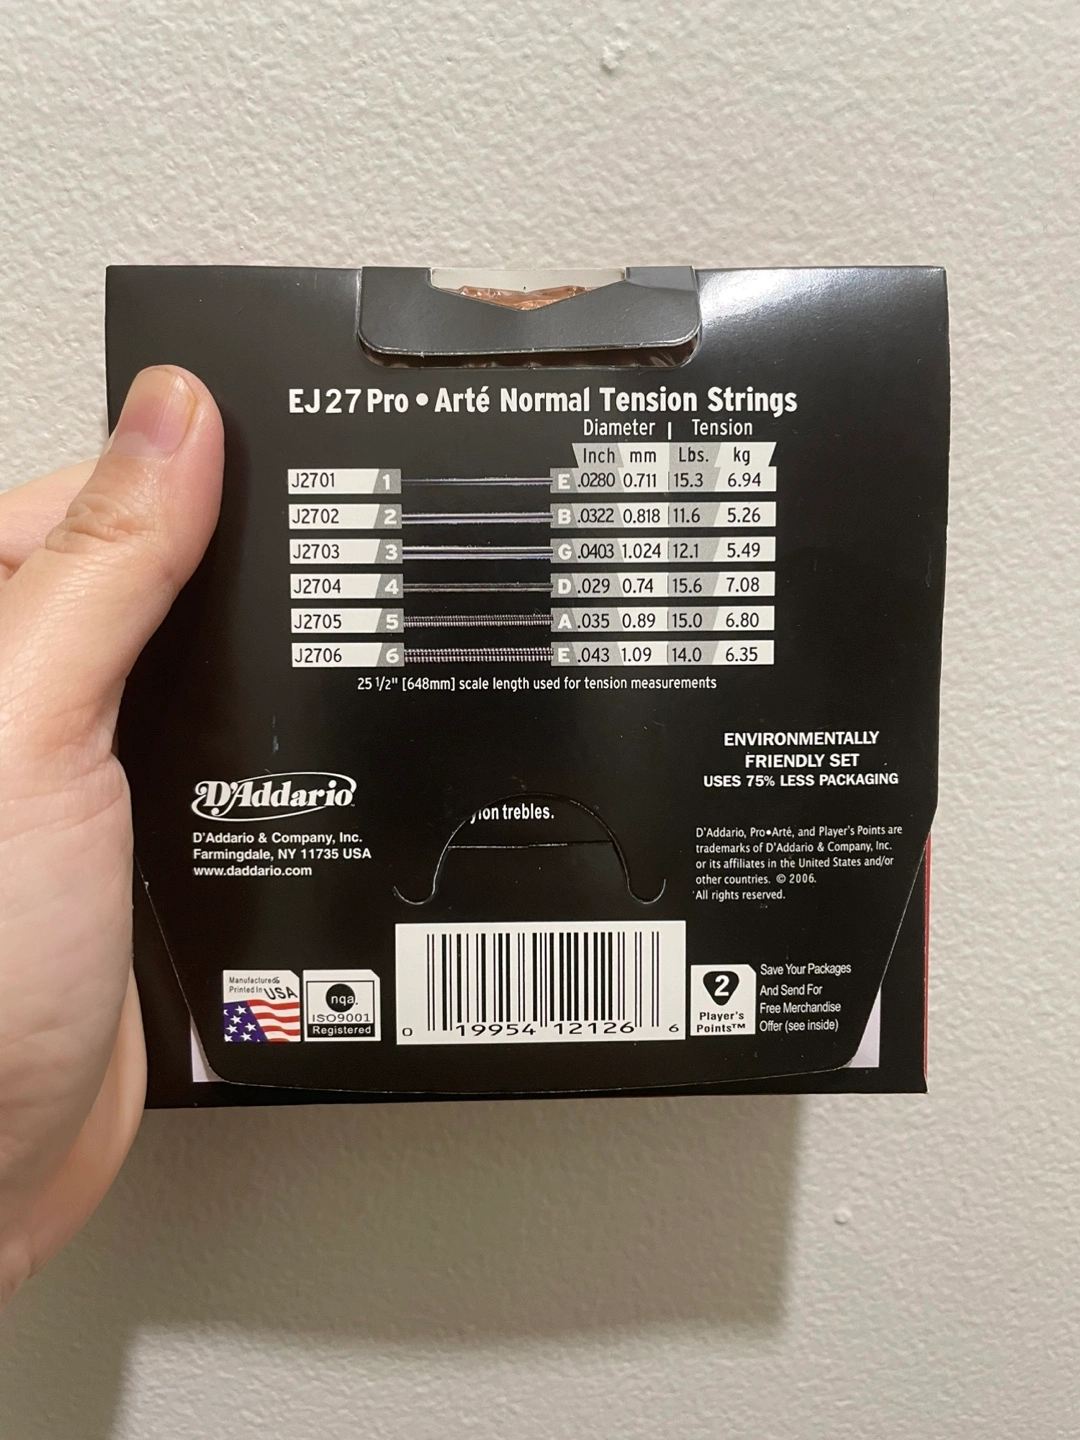 EJ27 Pro • Arté Normal Tension Strings
Diameter | Tension
Inch mm Lbs. kg
J2701 1 E .0280 0.711 15.3 6.94
J2702 2 B .0322 0.818 11.6 5.26
J2703 3 G .0403 1.024 12.1 5.49
J2704 4 D .029 0.74 15.6 7.08
J2705 5 A .035 0.89 15.0 6.80
J2706 6 E .043 1.09 14.0 6.35
25 1/2" [648mm] scale length used for tension measurements
ENVIRONMENTALLY
FRIENDLY SET
USES 75% LESS PACKAGING
D'Addario
D'Addario & Company, Inc.
Farmingdale, NY 11735 USA
www.daddario.com
trebles.
D'Addario, Pro•Arté, and Player's Points are
trademarks of D'Addario & Company, Inc.
or its affiliates in the United States and/or
other countries. © 2006.
All rights reserved.
Manufactured&
Printed In USA
nqa.
ISO9001
Registered
0 19954 12126 6
2
Player's
Points™
Save Your Packages
And Send For
Free Merchandise
Offer (see inside)